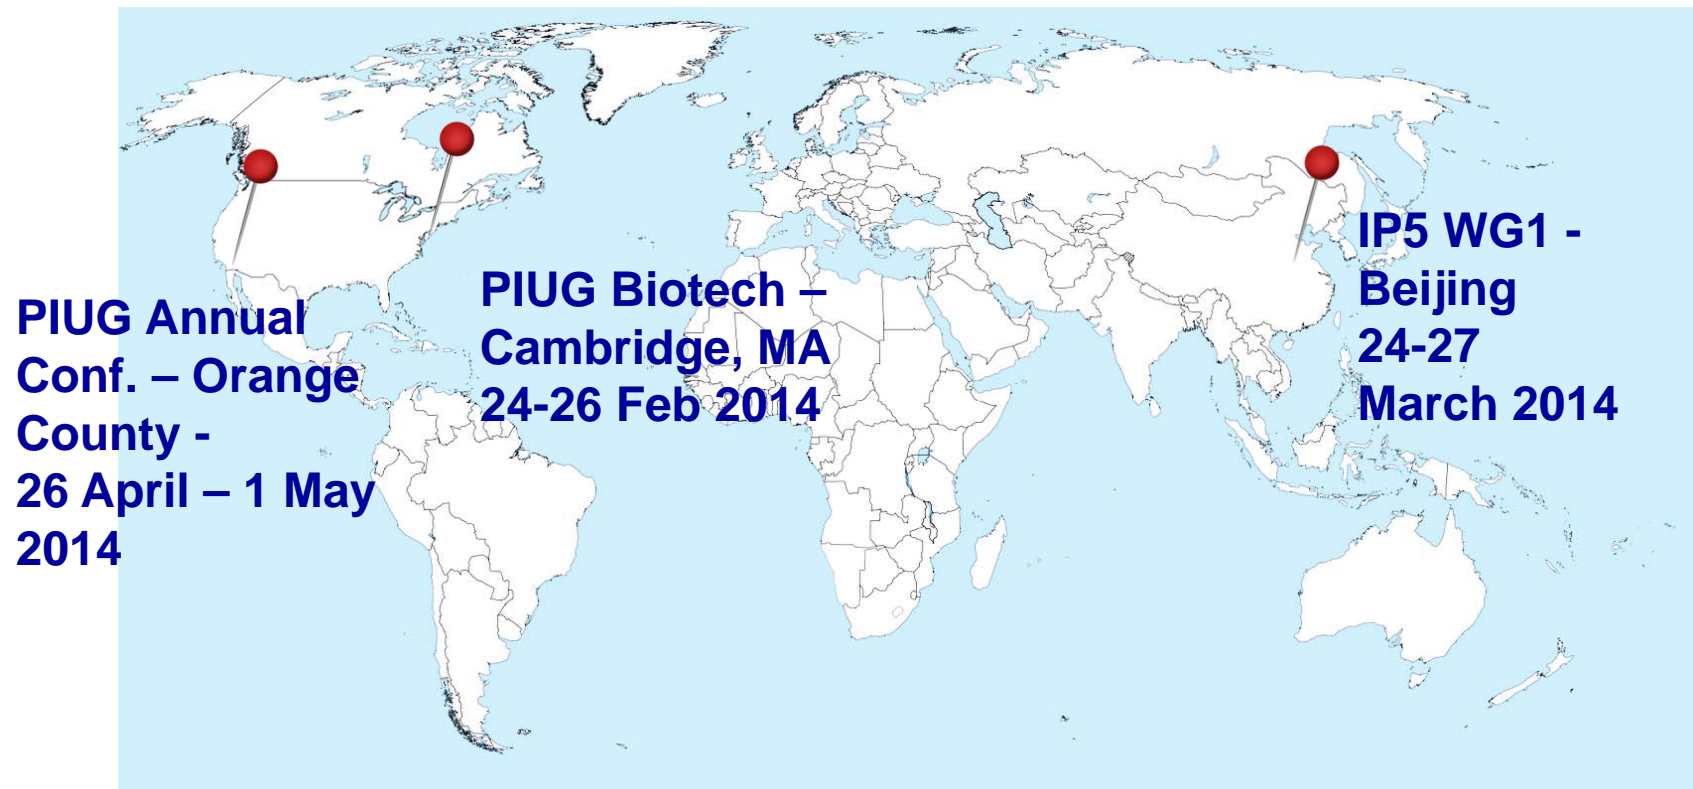 PIUG Annual
Conf. – Orange
County -
26 April – 1 May
2014
PIUG Biotech –
Cambridge, MA
24-26 Feb 2014
IP5 WG1 -
Beijing
24-27
March 2014